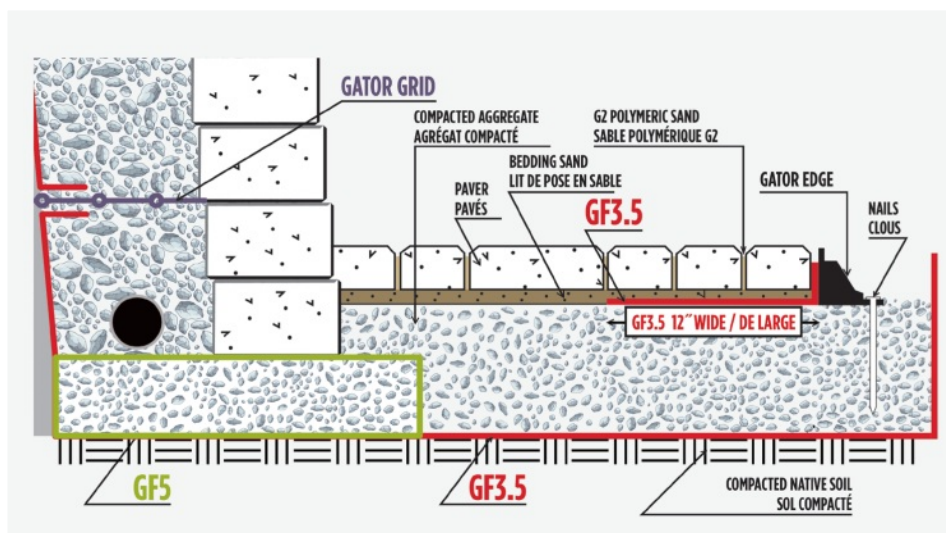 GATOR GRID
COMPACTED AGGREGATE
AGRÉGAT COMPACTÉ
G2 POLYMERIC SAND
SABLE POLYMÉRIQUE G2
BEDDING SAND
LIT DE POSE EN SABLE
PAVER
PAVÉS
GF3.5
GATOR EDGE
NAILS
CLOUS
GF3.5 12" WIDE / DE LARGE
GF5
GF3.5
COMPACTED NATIVE SOIL
SOL COMPACTÉ